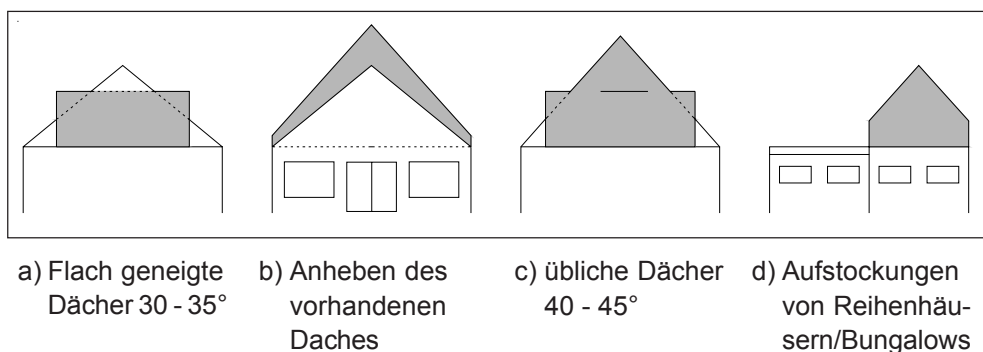 a) Flach geneigte
Dächer 30 - 35°
b) Anheben des
vorhandenen
Daches
c) übliche Dächer
40 - 45°
d) Aufstockungen
von Reihenhäu-
sern/Bungalows